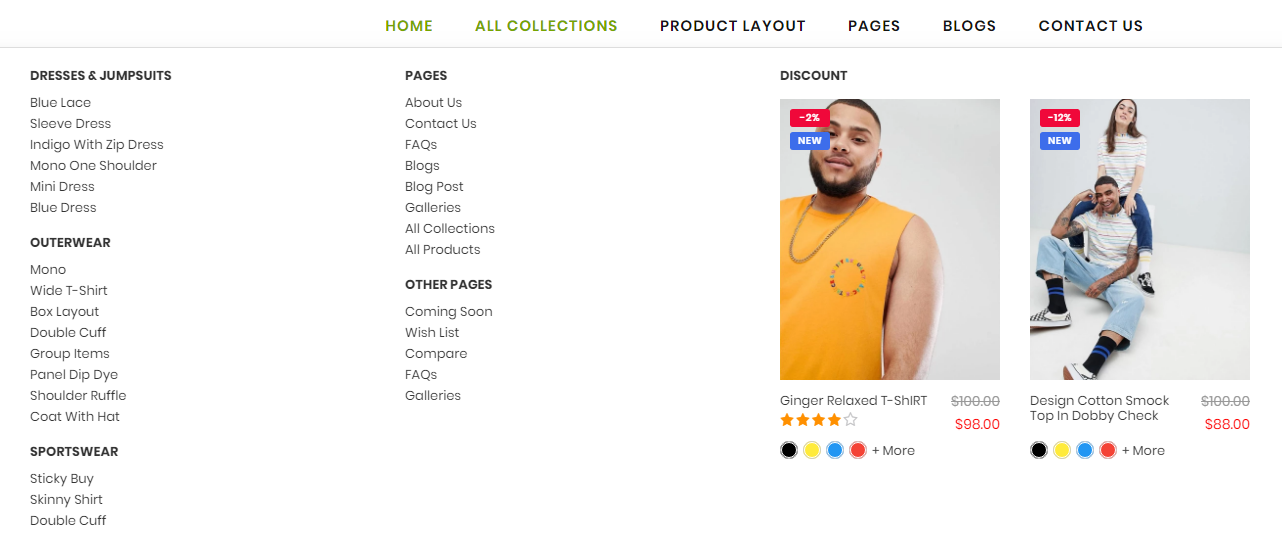 HOME ALL COLLECTIONS PRODUCT LAYOUT PAGES BLOGS CONTACT US
DRESSES & JUMPSUITS
Blue Lace
Sleeve Dress
Indigo With Zip Dress
Mono One Shoulder
Mini Dress
Blue Dress
OUTERWEAR
Mono
Wide T-Shirt
Box Layout
Double Cuff
Group Items
Panel Dip Dye
Shoulder Ruffle
Coat With Hat
SPORTSWEAR
Sticky Buy
Skinny Shirt
Double Cuff
PAGES
About Us
Contact Us
FAQs
Blogs
Blog Post
Galleries
All Collections
All Products
OTHER PAGES
Coming Soon
Wish List
Compare
FAQs
Galleries
DISCOUNT
-2%
NEW
Ginger Relaxed T-ShIRT $100.00
$98.00
+ More
-12%
NEW
Design Cotton Smock $100.00
Top In Dobby Check $88.00
+ More